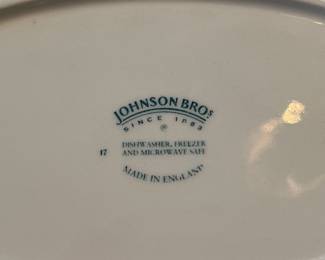 JOHNSON BROS
SINCE 1883
®
17 DISHWASHER, FREEZER
AND MICROWAVE SAFE
MADE IN ENGLAND